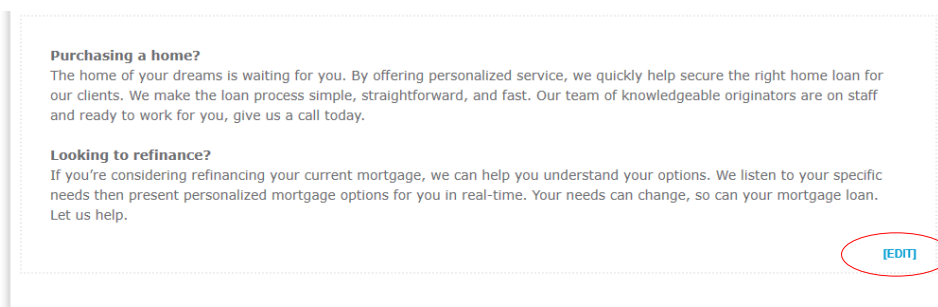 Purchasing a home?
The home of your dreams is waiting for you. By offering personalized service, we quickly help secure the right home loan for
our clients. We make the loan process simple, straightforward, and fast. Our team of knowledgeable originators are on staff
and ready to work for you, give us a call today.
Looking to refinance?
If you’re considering refinancing your current mortgage, we can help you understand your options. We listen to your specific
needs then present personalized mortgage options for you in real-time. Your needs can change, so can your mortgage loan.
Let us help.
[EDIT]